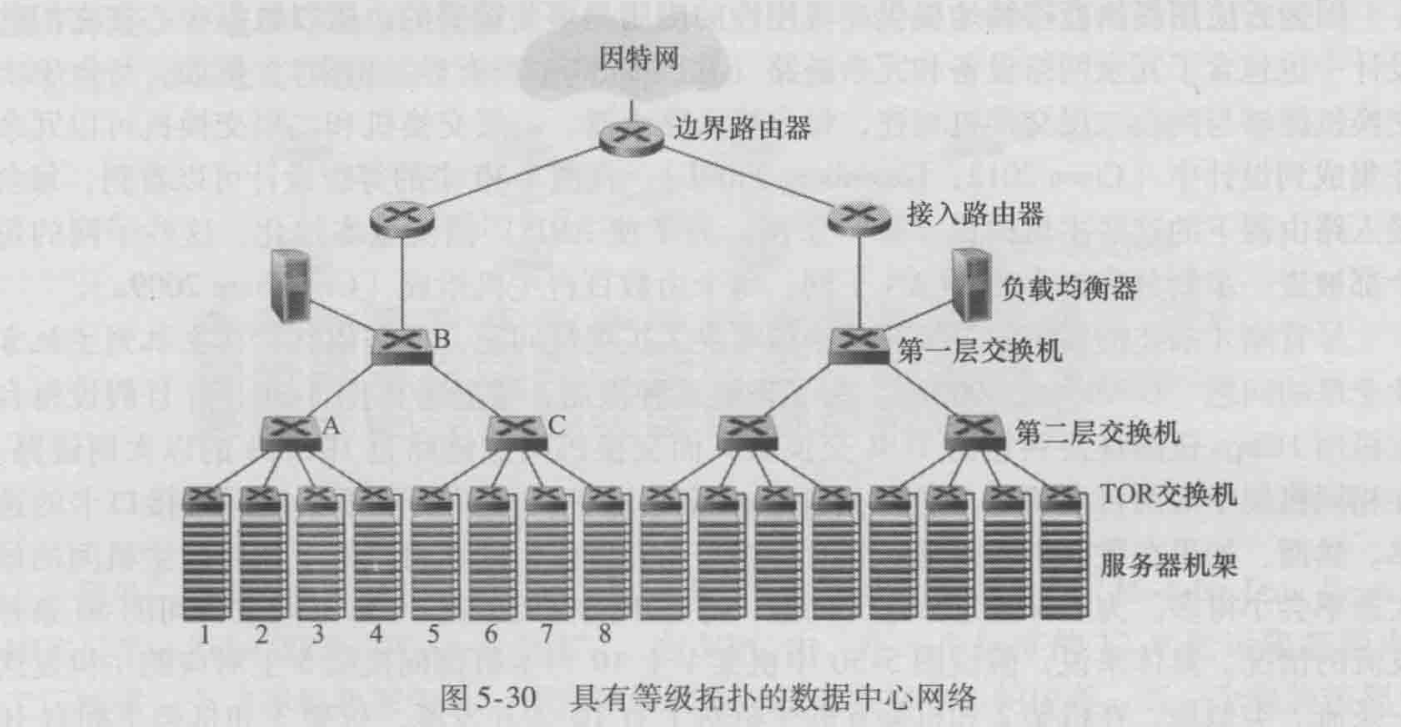 因特网
边界路由器
接入路由器
负载均衡器
B
第一层交换机
A
C
第二层交换机
TOR交换机
服务器机架
1 2 3 4 5 6 7 8
图 5-30 具有等级拓扑的数据中心网络